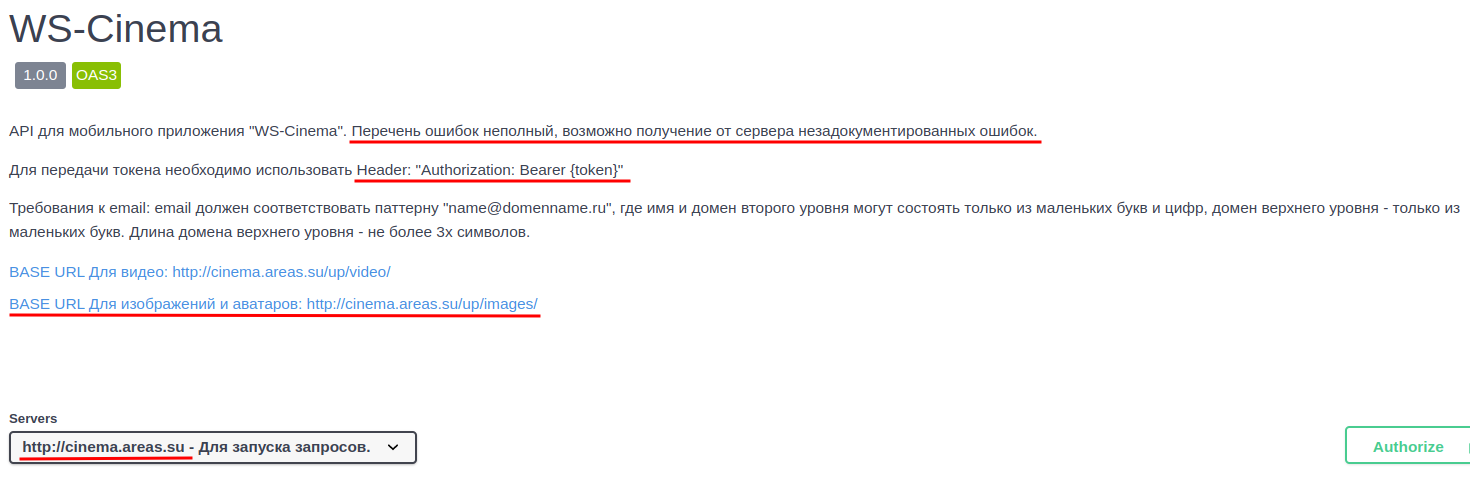 WS-Cinema
1.0.0 OAS3
API для мобильного приложения "WS-Cinema". Перечень ошибок неполный, возможно получение от сервера незадокументированных ошибок.
Для передачи токена необходимо использовать Header: "Authorization: Bearer {token}"
Требования к email: email должен соответствовать паттерну "name@domenname.ru", где имя и домен второго уровня могут состоять только из маленьких букв и цифр, домен верхнего уровня - только из
маленьких букв. Длина домена верхнего уровня - не более 3х символов.
BASE URL Для видео: http://cinema.areas.su/up/video/
BASE URL Для изображений и аватаров: http://cinema.areas.su/up/images/
Servers
http://cinema.areas.su - Для запуска запросов.
Authorize